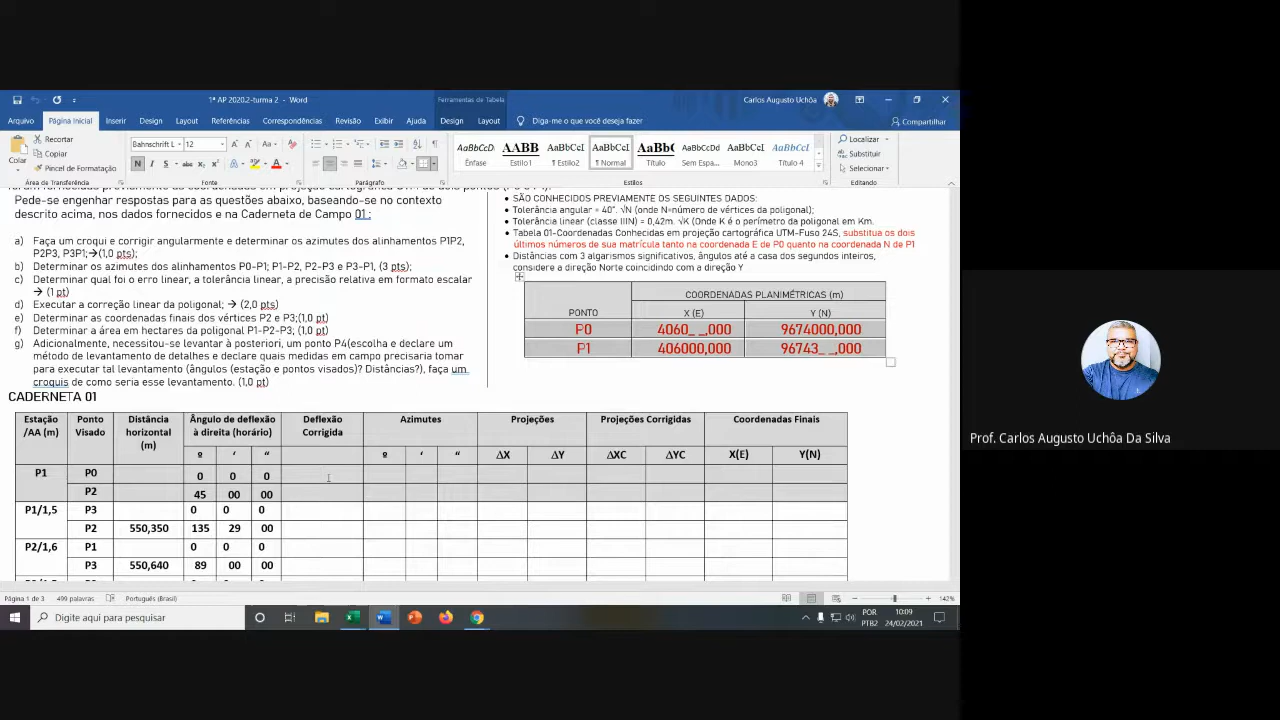 1ª AP 2020.2-turma 2 - Word
Ferramentas de Tabela
Carlos Augusto Uchôa
Arquivo Página Inicial Inserir Design Layout Referências Correspondências Revisão Exibir Ajuda Design Layout Diga-me o que você deseja fazer Compartilhar
Colar
Recortar
Copiar
Pincel de Formatação
Área de Transferência
Bahnschrift L 12
N I S abc
Fonte
Parágrafo
AaBbCcD Ênfase
AABB Estilo1
AaBbCcI ¶ Estilo2
AaBbCcI ¶ Normal
AaBb( Título
AaBbCcDd Sem Espa...
AaBbCcI Mono3
AaBbCcI Título 4
Estilos
Localizar
Substituir
Selecionar
Editando
Pede-se engenhar respostas para as questões abaixo, baseando-se no contexto
descrito acima, nos dados fornecidos e na Caderneta de Campo 01.:
a) Faça um croqui e corrigir angularmente e determinar os azimutes dos alinhamentos P1P2,
P2P3, P3P1;→(1,0 pts);
b) Determinar os azimutes dos alinhamentos P0-P1; P1-P2, P2-P3 e P3-P1, (3 pts);
c) Determinar qual foi o erro linear, a tolerância linear, a precisão relativa em formato escalar
→ (1 pt)
d) Executar a correção linear da poligonal; → (2,0 pts)
e) Determinar as coordenadas finais dos vértices P2 e P3;(1,0 pt)
f) Determinar a área em hectares da poligonal P1-P2-P3; (1,0 pt)
g) Adicionalmente, necessitou-se levantar à posteriori, um ponto P4(escolha e declare um
método de levantamento de detalhes e declare quais medidas em campo precisaria tomar
para executar tal levantamento (ângulos (estação e pontos visados)? Distâncias?), faça um
croquis de como seria esse levantamento. (1,0 pt)
SÃO CONHECIDOS PREVIAMENTE OS SEGUINTES DADOS:
Tolerância angular = 40". √N (onde N=número de vértices da poligonal);
Tolerância linear (classe IIIN) = 0,42m. √K (Onde K é o perímetro da poligonal em Km.
Tabela 01-Coordenadas Conhecidas em projeção cartográfica UTM-Fuso 24S, substitua os dois
últimos números de sua matrícula tanto na coordenada E de P0 quanto na coordenada N de P1
Distâncias com 3 algarismos significativos, ângulos até a casa dos segundos inteiros,
considere a direção Norte coincidindo com a direção Y
PONTO COORDENADAS PLANIMÉTRICAS (m)
X (E) Y (N)
P0 4060_ _,000 9674000,000
P1 406000,000 96743_ _,000
CADERNETA 01
Estação /AA (m) Ponto Visado Distância horizontal (m) Ângulo de deflexão à direita (horário) Deflexão Corrigida Azimutes Projeções Projeções Corrigidas Coordenadas Finais
º ‘ “ º ‘ “ ΔX ΔY ΔXC ΔYC X(E) Y(N)
P1 P0 0 0 0
P2 45 00 00
P1/1,5 P3 0 0 0
P2 550,350 135 29 00
P2/1,6 P1 0 0 0
P3 550,640 89 00 00
Página 1 de 3 499 palavras Português (Brasil) 142%
Digite aqui para pesquisar
POR
PTB2
10:09
24/02/2021
Prof. Carlos Augusto Uchôa Da Silva